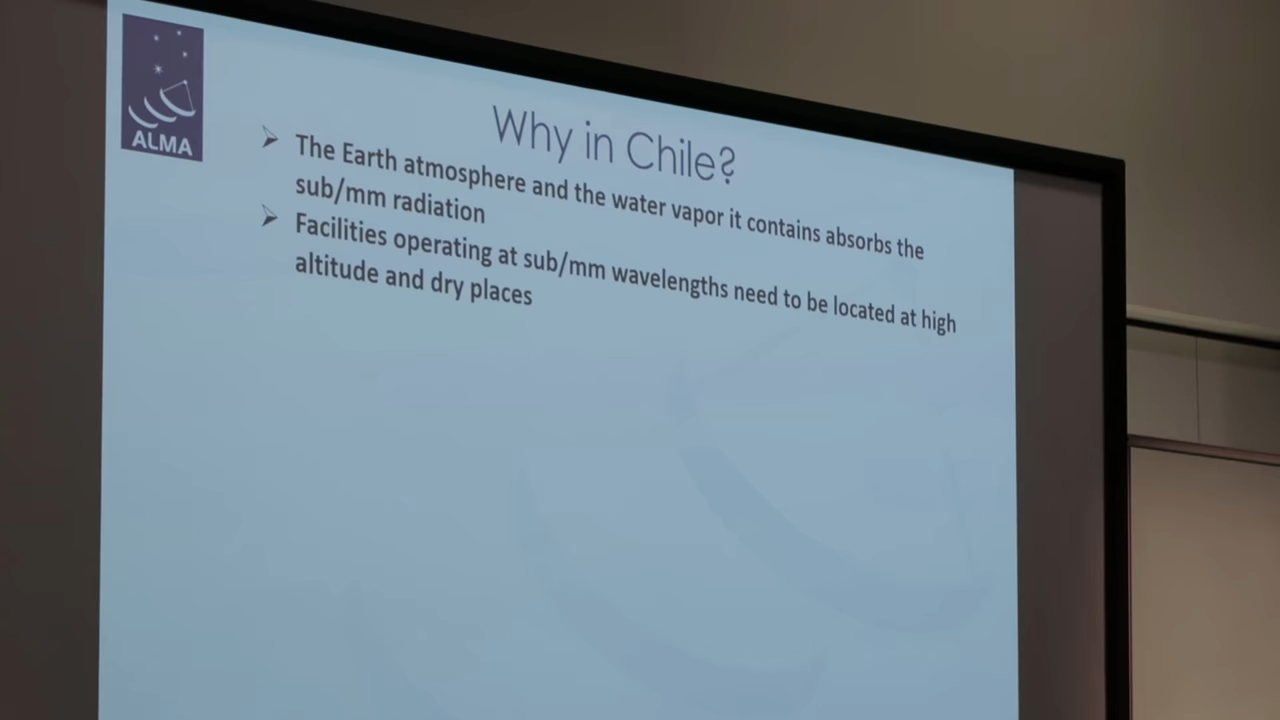 ALMA
Why in Chile?
The Earth atmosphere and the water vapor it contains absorbs the
sub/mm radiation
Facilities operating at sub/mm wavelengths need to be located at high
altitude and dry places